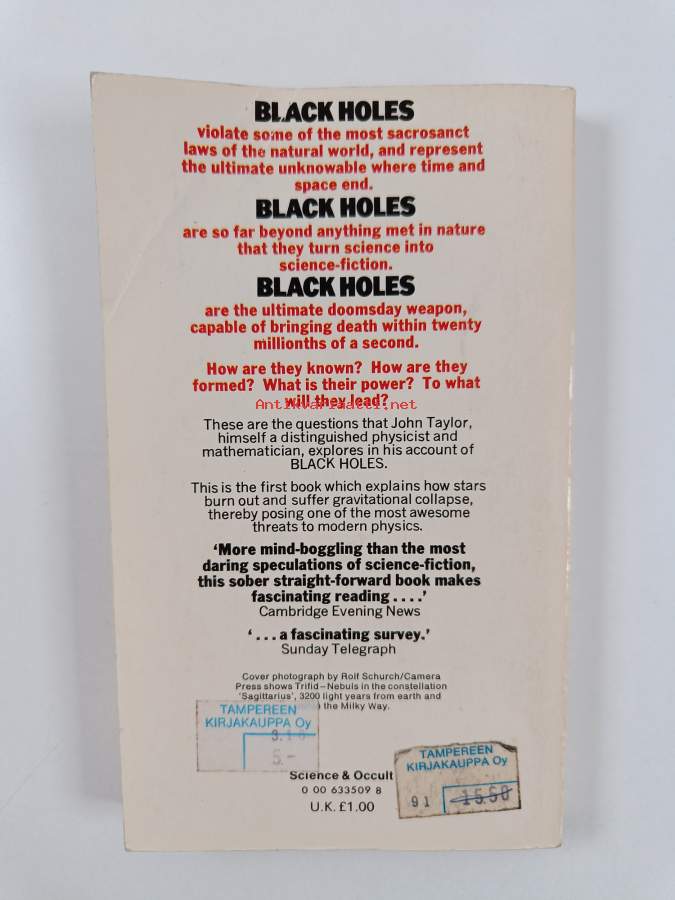 BLACK HOLES
violate some of the most sacrosanct
laws of the natural world, and represent
the ultimate unknowable where time and
space end.
BLACK HOLES
are so far beyond anything met in nature
that they turn science into
science-fiction.
BLACK HOLES
are the ultimate doomsday weapon,
capable of bringing death within twenty
millionths of a second.
How are they known? How are they
formed? What is their power? To what
will they lead?
Antikvariaatti.net
These are the questions that John Taylor,
himself a distinguished physicist and
mathematician, explores in his account of
BLACK HOLES.
This is the first book which explains how stars
burn out and suffer gravitational collapse,
thereby posing one of the most awesome
threats to modern physics.
‘More mind-boggling than the most
daring speculations of science-fiction,
this sober straight-forward book makes
fascinating reading . . . .’
Cambridge Evening News
‘. . . a fascinating survey.’
Sunday Telegraph
Cover photograph by Rolf Schurch/Camera
Press shows Trifid–Nebula in the constellation
'Sagittarius', 3200 light years from earth and
the Milky Way.
TAMPEREEN
KIRJAKAUPPA Oy
5.–
Science & Occult
0 00 633509 8
U.K. £1.00
TAMPEREEN
KIRJAKAUPPA Oy
91 15.50